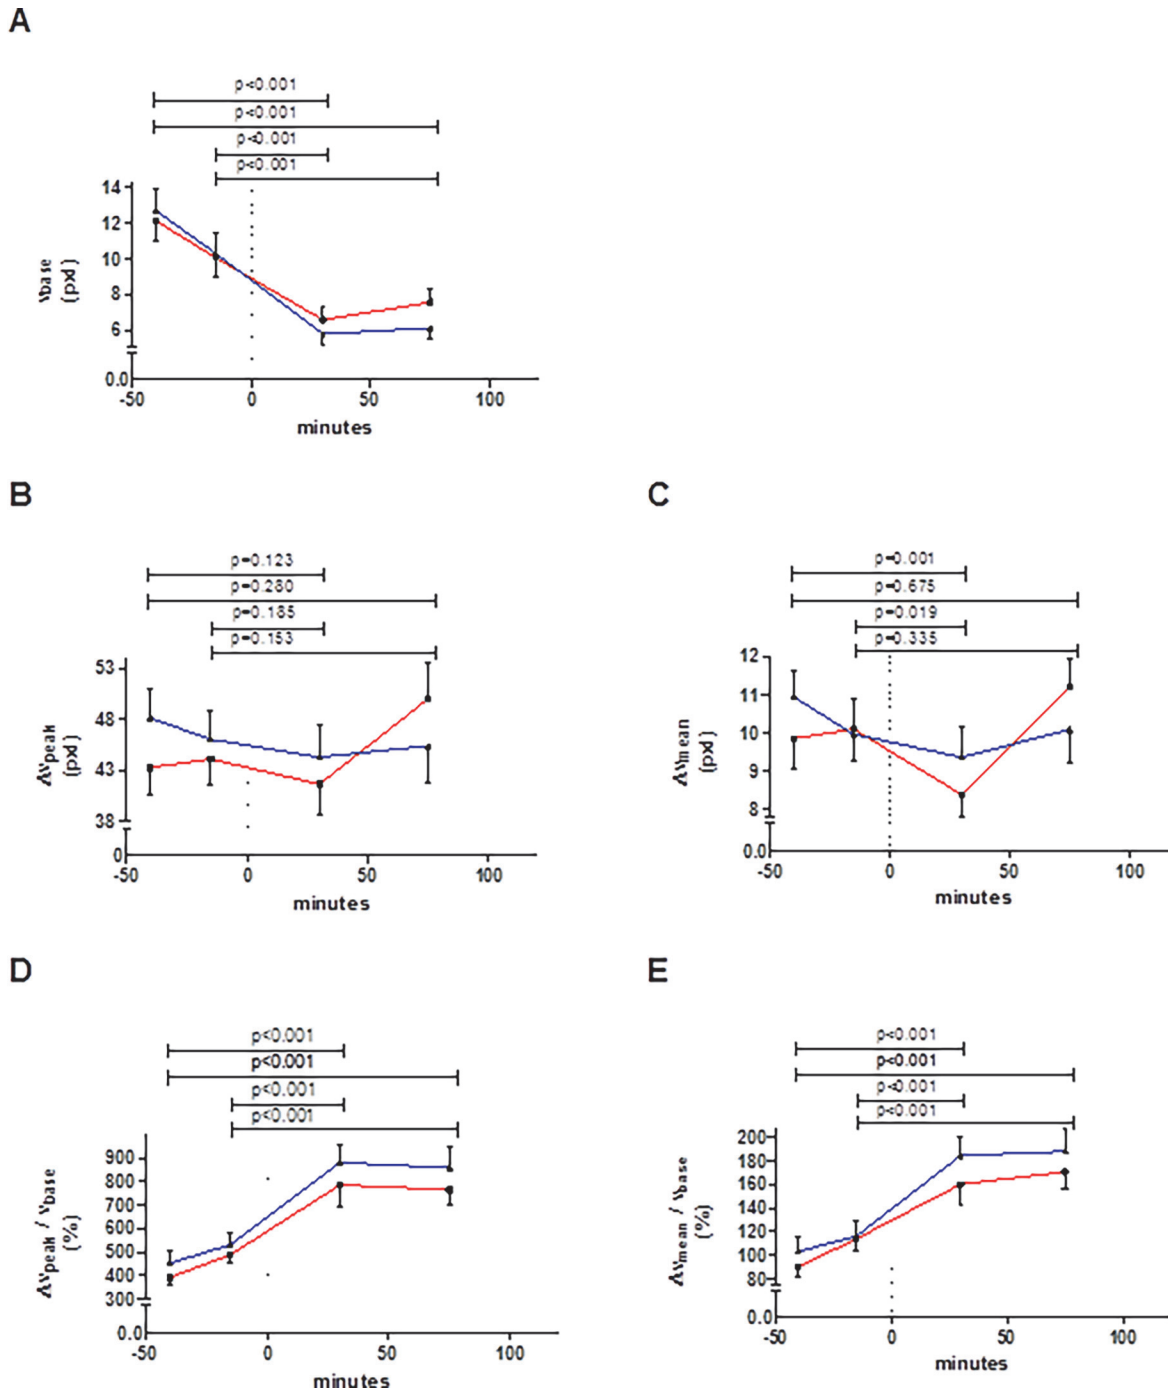 A
p<0.001
p<0.001
p<0.001
p<0.001
14
12
10
8
6
0.0
vbase
(pxl)
-50 0 50 100
minutes
B
p=0.123
p=0.280
p=0.185
p=0.153
53
48
43
38
0
Δvpeak
(pxl)
-50 0 50 100
minutes
C
p=0.001
p=0.675
p=0.019
p=0.335
12
11
10
9
8
0.0
Δvmean
(pxl)
-50 0 50 100
minutes
D
p<0.001
p<0.001
p<0.001
p<0.001
900
800
700
600
500
400
300
0.0
Δvpeak / vbase
(%)
-50 0 50 100
minutes
E
p<0.001
p<0.001
p<0.001
p<0.001
200
180
160
140
120
100
80
0.0
Δvmean / vbase
(%)
-50 0 50 100
minutes